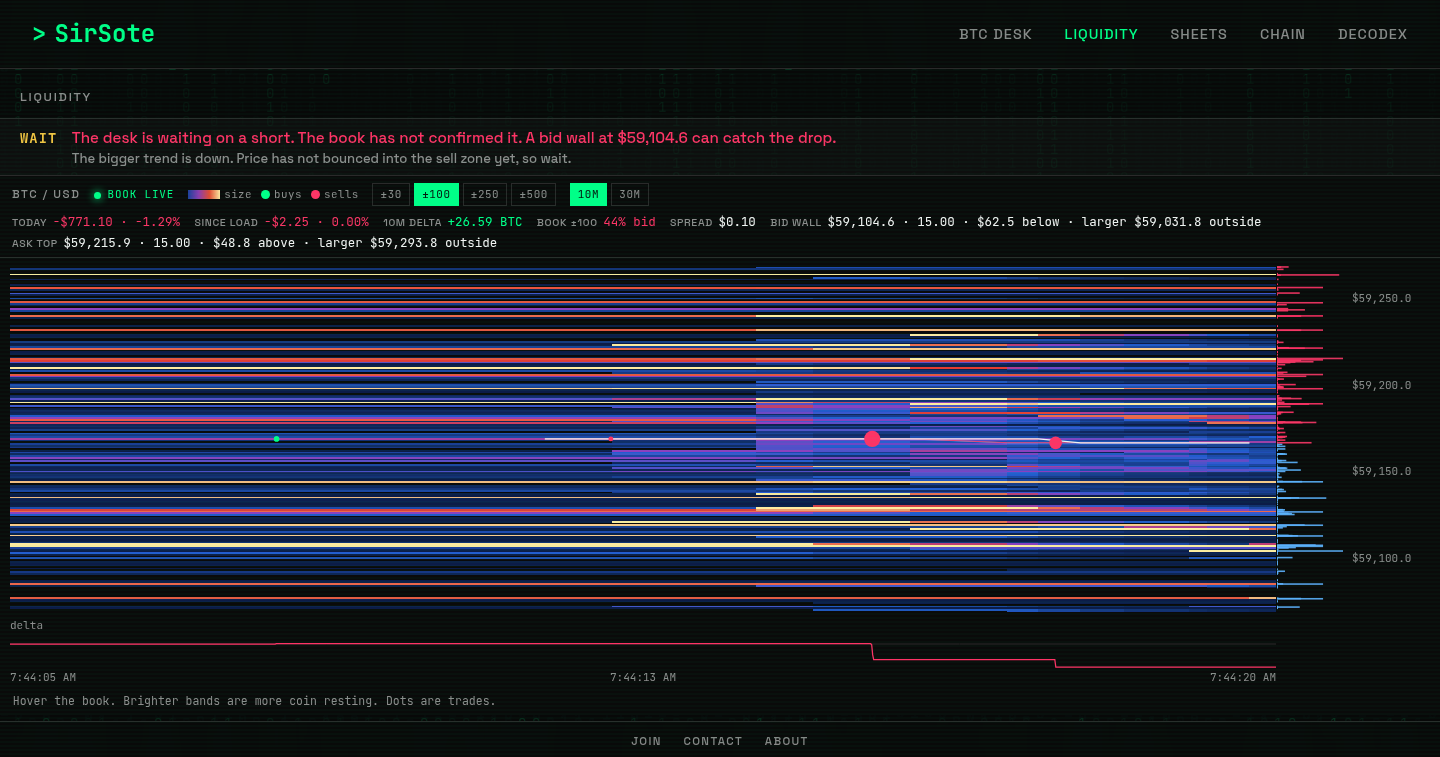 > SirSote
BTC DESK LIQUIDITY SHEETS CHAIN DECODEX
LIQUIDITY
WAIT The desk is waiting on a short. The book has not confirmed it. A bid wall at $59,104.6 can catch the drop.
The bigger trend is down. Price has not bounced into the sell zone yet, so wait.
BTC / USD BOOK LIVE size buys sells ±30 ±100 ±250 ±500 10M 30M
TODAY -$771.10 · -1.29% SINCE LOAD -$2.25 · 0.00% 10M DELTA +26.59 BTC BOOK ±100 44% bid SPREAD $0.10 BID WALL $59,104.6 · 15.00 · $62.5 below · larger $59,031.8 outside
ASK TOP $59,215.9 · 15.00 · $48.8 above · larger $59,293.8 outside
$59,250.0
$59,200.0
$59,150.0
$59,100.0
delta
7:44:05 AM 7:44:13 AM 7:44:20 AM
Hover the book. Brighter bands are more coin resting. Dots are trades.
JOIN CONTACT ABOUT